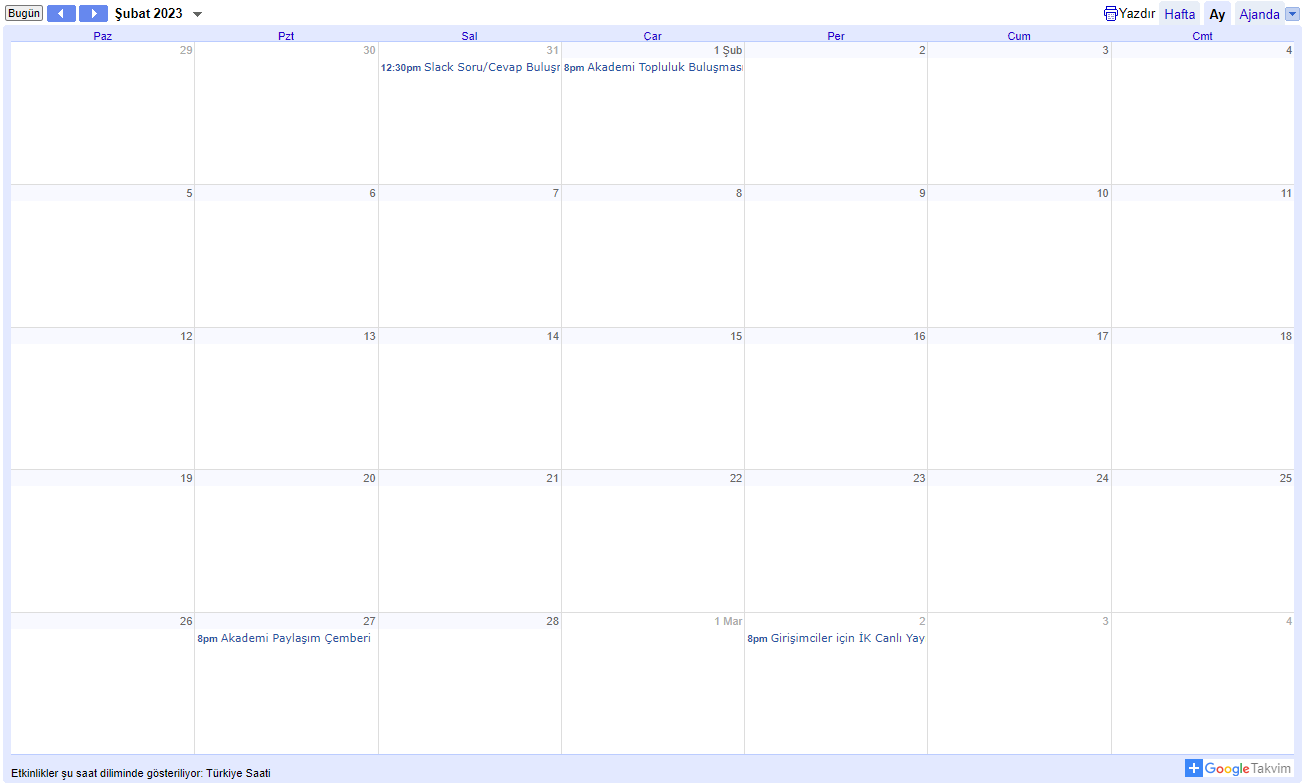 Bugün Şubat 2023 Yazdır Hafta Ay Ajanda
Paz Pzt Sal Çar Per Cum Cmt
29 30 31 1 Şub 2 3 4
12:30pm Slack Soru/Cevap 8pm Akademi Topluluk Buluşması
5 6 7 8 9 10 11
12 13 14 15 16 17 18
19 20 21 22 23 24 25
26 27 28 1 Mar 2 3 4
8pm Akademi Paylaşım Çemberi 8pm Girişimciler için İK Canlı Yay
Etkinlikler şu saat diliminde gösteriliyor: Türkiye Saati
Google Takvim